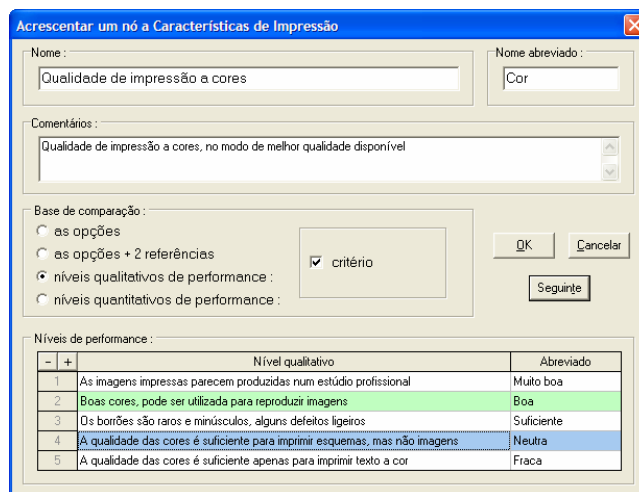 Acrescentar um nó a Características de Impressão
Nome :
Nome abreviado :
Qualidade de impressão a cores
Cor
Comentários :
Qualidade de impressão a cores, no modo de melhor qualidade disponível
Base de comparação :
as opções
as opções + 2 referências
níveis qualitativos de performance :
níveis quantitativos de performance :
critério
OK
Cancelar
Seguinte
Níveis de performance :
- + Nível qualitativo Abreviado
1 As imagens impressas parecem produzidas num estúdio profissional Muito boa
2 Boas cores, pode ser utilizada para reproduzir imagens Boa
3 Os borrões são raros e minúsculos, alguns defeitos ligeiros Suficiente
4 A qualidade das cores é suficiente para imprimir esquemas, mas não imagens Neutra
5 A qualidade das cores é suficiente apenas para imprimir texto a cor Fraca